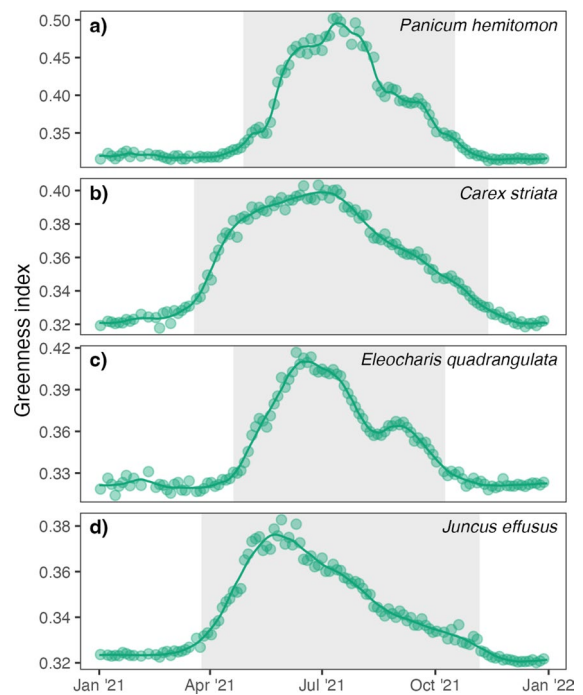 Greenness index
a)
Panicum hemitomon
0.50
0.45
0.40
0.35
b)
Carex striata
0.40
0.38
0.36
0.34
0.32
c)
Eleocharis quadrangulata
0.42
0.39
0.36
0.33
d)
Juncus effusus
0.38
0.36
0.34
0.32
Jan '21 Apr '21 Jul '21 Oct '21 Jan '22